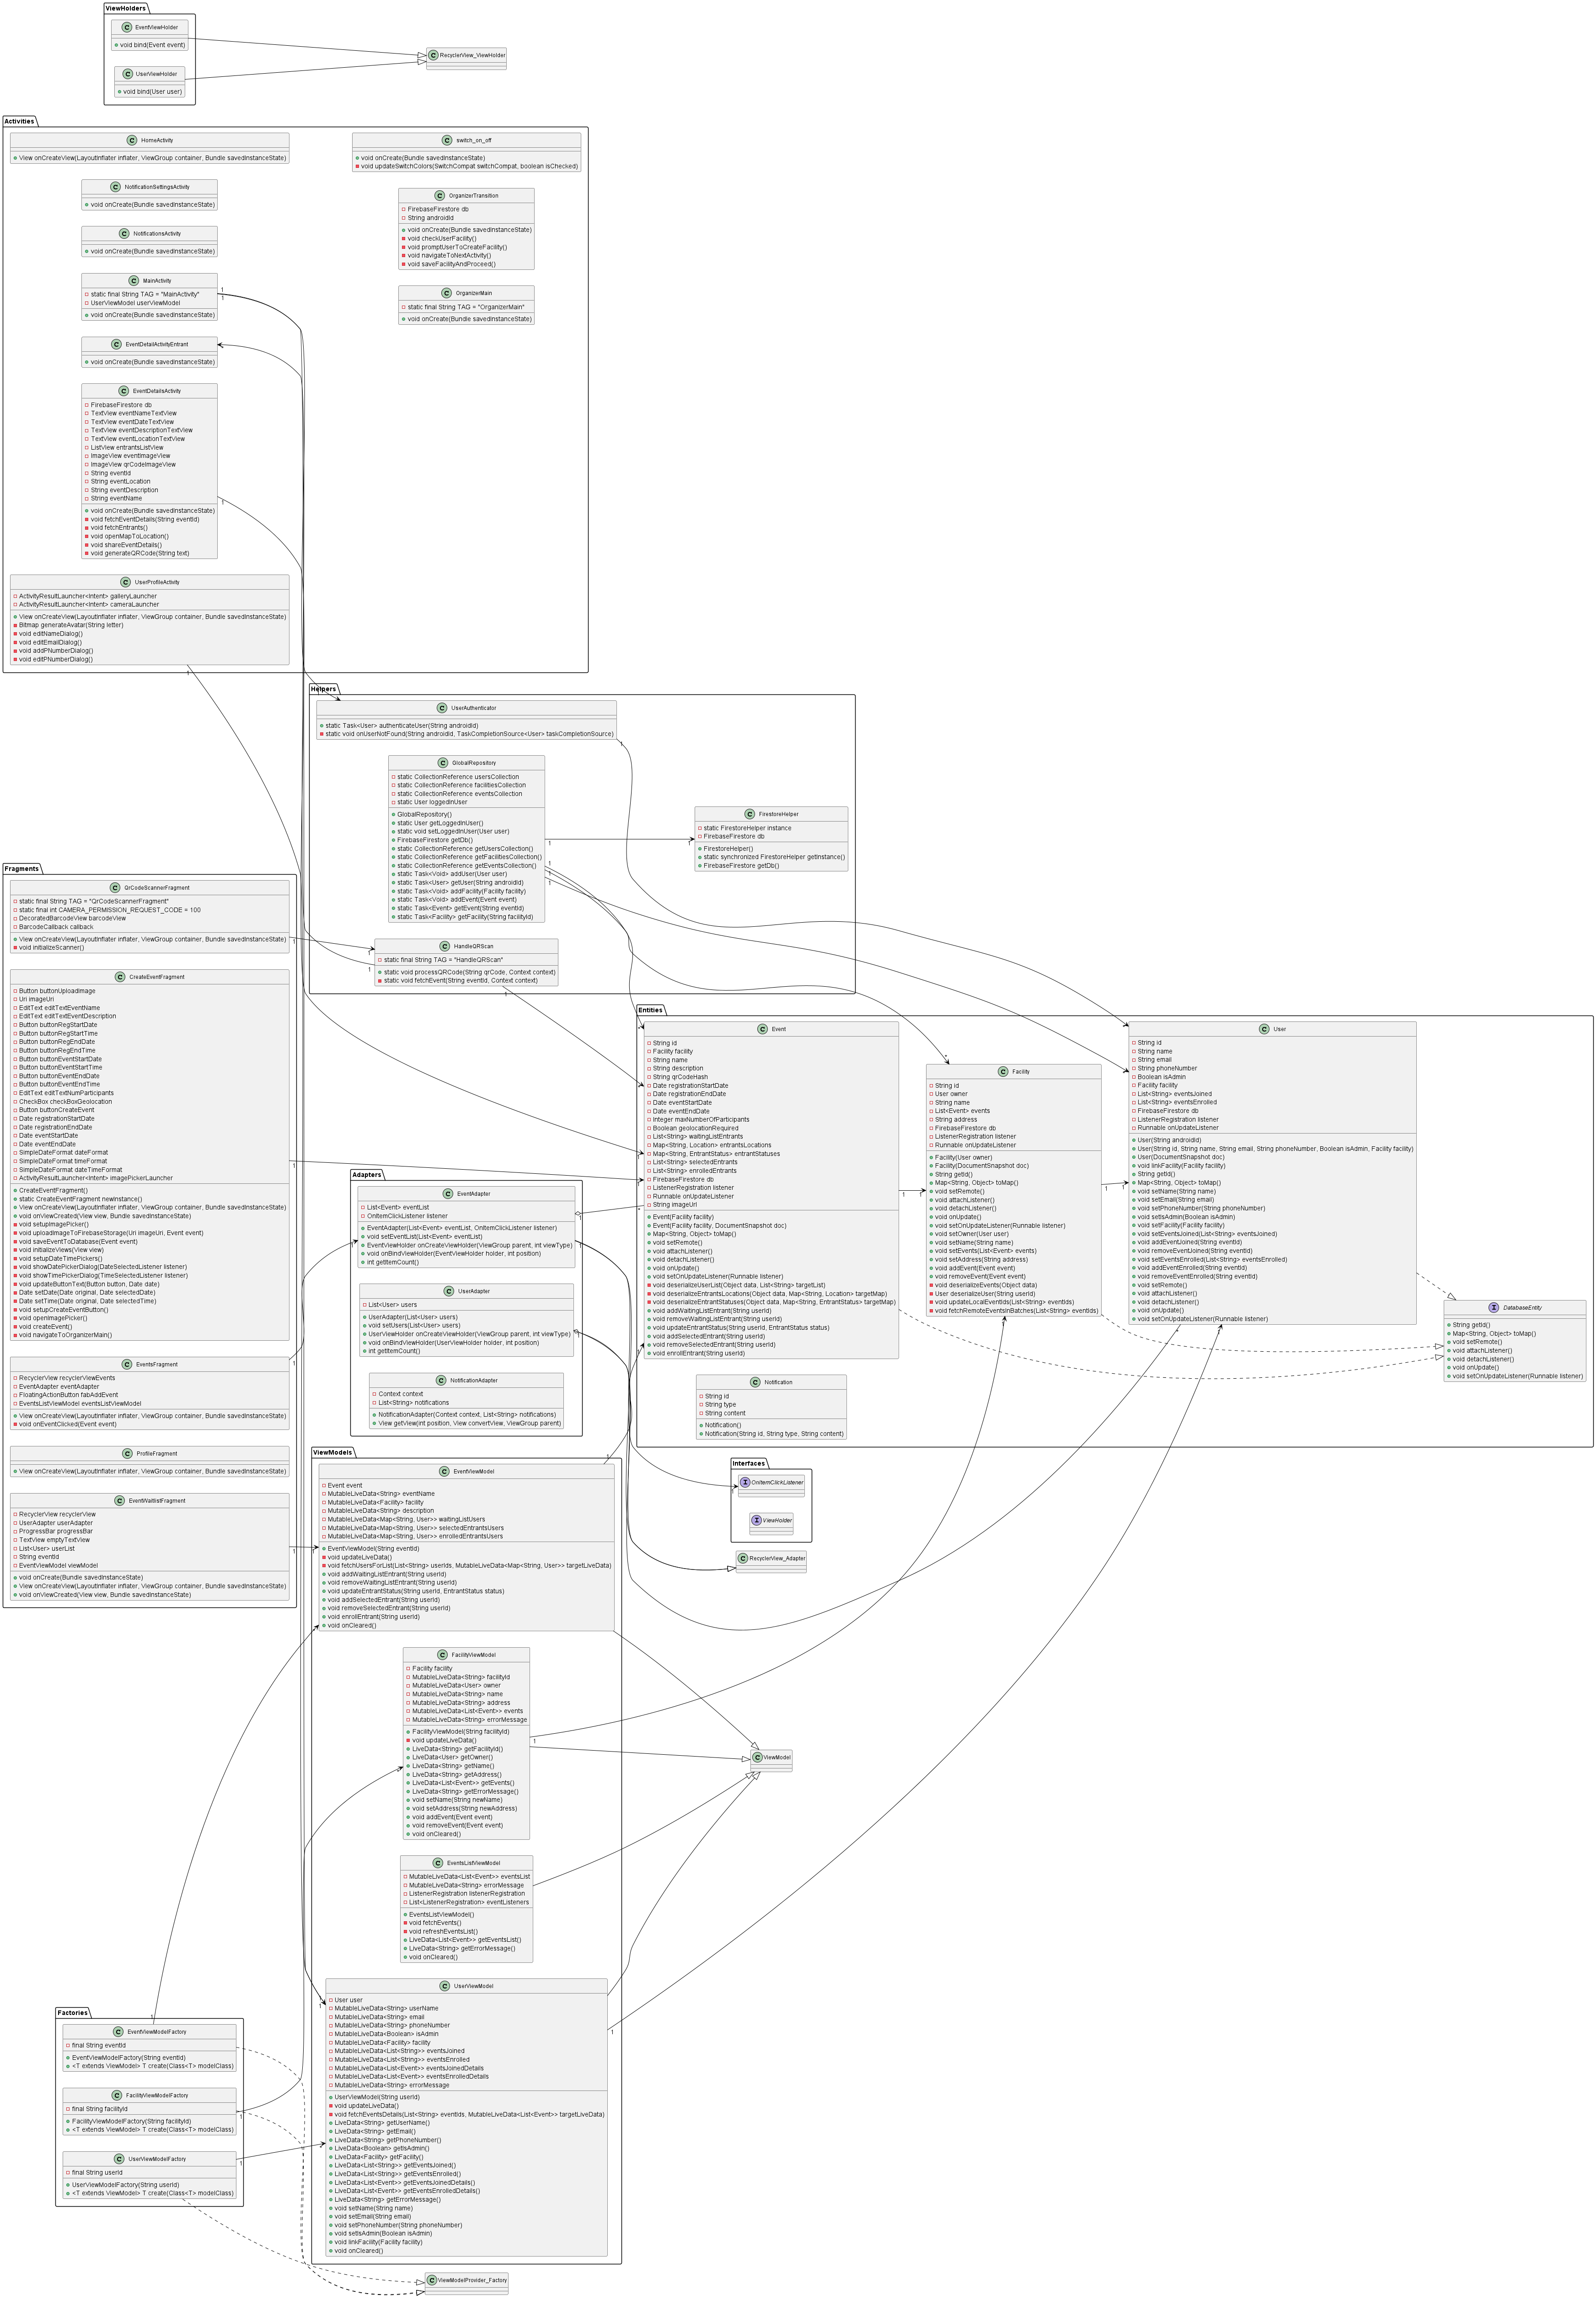 ViewHolders
EventViewHolder
void bind(Event event)
UserViewHolder
void bind(User user)
RecyclerView_ViewHolder
Activities
HomeActivity
View onCreateView(LayoutInflater inflater, ViewGroup container, Bundle savedInstanceState)
NotificationSettingsActivity
void onCreate(Bundle savedInstanceState)
NotificationsActivity
void onCreate(Bundle savedInstanceState)
MainActivity
static final String TAG = "MainActivity"
UserViewModel userViewModel
void onCreate(Bundle savedInstanceState)
EventDetailActivityEntrant
void onCreate(Bundle savedInstanceState)
EventDetailsActivity
FirebaseFirestore db
TextView eventNameTextView
TextView eventDateTextView
TextView eventDescriptionTextView
TextView eventLocationTextView
ListView entrantsListView
ImageView eventImageView
ImageView qrCodeImageView
String eventId
String eventLocation
String eventDescription
String eventName
void onCreate(Bundle savedInstanceState)
void fetchEventDetails(String eventId)
void fetchEntrants()
void openMapToLocation()
void shareEventDetails()
void generateQRCode(String text)
UserProfileActivity
ActivityResultLauncher<Intent> galleryLauncher
ActivityResultLauncher<Intent> cameraLauncher
View onCreateView(LayoutInflater inflater, ViewGroup container, Bundle savedInstanceState)
Bitmap generateAvatar(String letter)
void editNameDialog()
void editEmailDialog()
void addPNumberDialog()
void editPNumberDialog()
switch_on_off
void onCreate(Bundle savedInstanceState)
void updateSwitchColors(SwitchCompat switchCompat, boolean isChecked)
OrganizerTransition
FirebaseFirestore db
String androidId
void onCreate(Bundle savedInstanceState)
void checkUserFacility()
void promptUserToCreateFacility()
void navigateToNextActivity()
void saveFacilityAndProceed()
OrganizerMain
static final String TAG = "OrganizerMain"
void onCreate(Bundle savedInstanceState)
Helpers
UserAuthenticator
static Task<User> authenticateUser(String androidId)
static void onUserNotFound(String androidId, TaskCompletionSource<User> taskCompletionSource)
GlobalRepository
static CollectionReference usersCollection
static CollectionReference facilitiesCollection
static CollectionReference eventsCollection
static User loggedInUser
GlobalRepository()
static User getLoggedInUser()
static void setLoggedInUser(User user)
FirebaseFirestore getDb()
static CollectionReference getUsersCollection()
static CollectionReference getFacilitiesCollection()
static CollectionReference getEventsCollection()
static Task<Void> addUser(User user)
static Task<User> getUser(String androidId)
static Task<Void> addFacility(Facility facility)
static Task<Void> addEvent(Event event)
static Task<Event> getEvent(String eventId)
static Task<Facility> getFacility(String facilityId)
FirestoreHelper
static FirestoreHelper instance
FirebaseFirestore db
FirestoreHelper()
static synchronized FirestoreHelper getInstance()
FirebaseFirestore getDb()
HandleQRScan
static final String TAG = "HandleQRScan"
static void processQRCode(String qrCode, Context context)
static void fetchEvent(String eventId, Context context)
Fragments
QrCodeScannerFragment
static final String TAG = "QrCodeScannerFragment"
static final int CAMERA_PERMISSION_REQUEST_CODE = 100
DecoratedBarcodeView barcodeView
BarcodeCallback callback
View onCreateView(LayoutInflater inflater, ViewGroup container, Bundle savedInstanceState)
void initializeScanner()
CreateEventFragment
Button buttonUploadImage
Uri imageUri
EditText editTextEventName
EditText editTextEventDescription
Button buttonRegStartDate
Button buttonRegStartTime
Button buttonRegEndDate
Button buttonRegEndTime
Button buttonEventStartDate
Button buttonEventStartTime
Button buttonEventEndDate
Button buttonEventEndTime
EditText editTextNumParticipants
CheckBox checkBoxGeolocation
Button buttonCreateEvent
Date registrationStartDate
Date registrationEndDate
Date eventStartDate
Date eventEndDate
SimpleDateFormat dateFormat
SimpleDateFormat timeFormat
SimpleDateFormat dateTimeFormat
ActivityResultLauncher<Intent> imagePickerLauncher
CreateEventFragment()
static CreateEventFragment newInstance()
View onCreateView(LayoutInflater inflater, ViewGroup container, Bundle savedInstanceState)
void onViewCreated(View view, Bundle savedInstanceState)
void setupImagePicker()
void uploadImageToFirebaseStorage(Uri imageUri, Event event)
void saveEventToDatabase(Event event)
void initializeViews(View view)
void setupDateTimePickers()
void showDatePickerDialog(DateSelectedListener listener)
void showTimePickerDialog(TimeSelectedListener listener)
void updateButtonText(Button button, Date date)
Date setDate(Date original, Date selectedDate)
Date setTime(Date original, Date selectedTime)
void setupCreateEventButton()
void openImagePicker()
void createEvent()
void navigateToOrganizerMain()
EventsFragment
RecyclerView recyclerViewEvents
EventAdapter eventAdapter
FloatingActionButton fabAddEvent
EventsListViewModel eventsListViewModel
View onCreateView(LayoutInflater inflater, ViewGroup container, Bundle savedInstanceState)
void onEventClicked(Event event)
ProfileFragment
View onCreateView(LayoutInflater inflater, ViewGroup container, Bundle savedInstanceState)
EventWaitlistFragment
RecyclerView recyclerView
UserAdapter userAdapter
ProgressBar progressBar
TextView emptyTextView
List<User> userList
String eventId
EventViewModel viewModel
void onCreate(Bundle savedInstanceState)
View onCreateView(LayoutInflater inflater, ViewGroup container, Bundle savedInstanceState)
void onViewCreated(View view, Bundle savedInstanceState)
Entities
Event
String id
Facility facility
String name
String description
String qrCodeHash
Date registrationStartDate
Date registrationEndDate
Date eventStartDate
Date eventEndDate
Integer maxNumberOfParticipants
Boolean geolocationRequired
List<String> waitingListEntrants
Map<String, Location> entrantsLocations
Map<String, EntrantStatus> entrantStatuses
List<String> selectedEntrants
List<String> enrolledEntrants
FirebaseFirestore db
ListenerRegistration listener
Runnable onUpdateListener
String imageUri
Event(Facility facility)
Event(Facility facility, DocumentSnapshot doc)
Map<String, Object> toMap()
void setRemote()
void attachListener()
void detachListener()
void onUpdate()
void setOnUpdateListener(Runnable listener)
void deserializeUserList(Object data, List<String> targetList)
void deserializeEntrantsLocations(Object data, Map<String, Location> targetMap)
void deserializeEntrantStatuses(Object data, Map<String, EntrantStatus> targetMap)
void addWaitingListEntrant(String userId)
void removeWaitingListEntrant(String userId)
void updateEntrantStatus(String userId, EntrantStatus status)
void addSelectedEntrant(String userId)
void removeSelectedEntrant(String userId)
void enrollEntrant(String userId)
Facility
String id
User owner
String name
List<Event> events
String address
FirebaseFirestore db
ListenerRegistration listener
Runnable onUpdateListener
Facility(User owner)
Facility(DocumentSnapshot doc)
String getId()
Map<String, Object> toMap()
void setRemote()
void attachListener()
void detachListener()
void onUpdate()
void setOnUpdateListener(Runnable listener)
void setOwner(User user)
void setName(String name)
void setEvents(List<Event> events)
void setAddress(String address)
void addEvent(Event event)
void removeEvent(Event event)
void deserializeEvents(Object data)
User deserializeUser(String userId)
void updateLocalEventIds(List<String> eventIds)
void fetchRemoteEventsInBatches(List<String> eventIds)
User
String id
String name
String email
String phoneNumber
Boolean isAdmin
Facility facility
List<String> eventsJoined
List<String> eventsEnrolled
FirebaseFirestore db
ListenerRegistration listener
Runnable onUpdateListener
User(String androidId)
User(String id, String name, String email, String phoneNumber, Boolean isAdmin, Facility facility)
User(DocumentSnapshot doc)
void linkFacility(Facility facility)
String getId()
Map<String, Object> toMap()
void setName(String name)
void setEmail(String email)
void setPhoneNumber(String phoneNumber)
void setIsAdmin(Boolean isAdmin)
void setFacility(Facility facility)
void setEventsJoined(List<String> eventsJoined)
void addEventJoined(String eventId)
void removeEventJoined(String eventId)
void setEventsEnrolled(List<String> eventsEnrolled)
void addEventEnrolled(String eventId)
void removeEventEnrolled(String eventId)
void setRemote()
void attachListener()
void detachListener()
void onUpdate()
void setOnUpdateListener(Runnable listener)
DatabaseEntity
String getId()
Map<String, Object> toMap()
void setRemote()
void attachListener()
void detachListener()
void onUpdate()
void setOnUpdateListener(Runnable listener)
Notification
String id
String type
String content
Notification()
Notification(String id, String type, String content)
Adapters
EventAdapter
List<Event> eventList
OnItemClickListener listener
EventAdapter(List<Event> eventList, OnItemClickListener listener)
void setEventList(List<Event> eventList)
EventViewHolder onCreateViewHolder(ViewGroup parent, int viewType)
void onBindViewHolder(EventViewHolder holder, int position)
int getItemCount()
UserAdapter
List<User> users
UserAdapter(List<User> users)
void setUsers(List<User> users)
UserViewHolder onCreateViewHolder(ViewGroup parent, int viewType)
void onBindViewHolder(UserViewHolder holder, int position)
int getItemCount()
NotificationAdapter
Context context
List<String> notifications
NotificationAdapter(Context context, List<String> notifications)
View getView(int position, View convertView, ViewGroup parent)
Interfaces
OnItemClickListener
ViewHolder
RecyclerView_Adapter
ViewModels
EventViewModel
Event event
MutableLiveData<String> eventName
MutableLiveData<Facility> facility
MutableLiveData<String> description
MutableLiveData<Map<String, User>> waitingListUsers
MutableLiveData<Map<String, User>> selectedEntrantsUsers
MutableLiveData<Map<String, User>> enrolledEntrantsUsers
EventViewModel(String eventId)
void updateLiveData()
void fetchUsersForList(List<String> userIds, MutableLiveData<Map<String, User>> targetLiveData)
void addWaitingListEntrant(String userId)
void removeWaitingListEntrant(String userId)
void updateEntrantStatus(String userId, EntrantStatus status)
void addSelectedEntrant(String userId)
void removeSelectedEntrant(String userId)
void enrollEntrant(String userId)
void onCleared()
FacilityViewModel
Facility facility
MutableLiveData<String> facilityId
MutableLiveData<User> owner
MutableLiveData<String> name
MutableLiveData<String> address
MutableLiveData<List<Event>> events
MutableLiveData<String> errorMessage
FacilityViewModel(String facilityId)
void updateLiveData()
LiveData<String> getFacilityId()
LiveData<User> getOwner()
LiveData<String> getName()
LiveData<String> getAddress()
LiveData<List<Event>> getEvents()
LiveData<String> getErrorMessage()
void setName(String newName)
void setAddress(String newAddress)
void addEvent(Event event)
void removeEvent(Event event)
void onCleared()
ViewModel
EventsListViewModel
MutableLiveData<List<Event>> eventsList
MutableLiveData<String> errorMessage
ListenerRegistration listenerRegistration
List<ListenerRegistration> eventListeners
EventsListViewModel()
void fetchEvents()
void refreshEventsList()
LiveData<List<Event>> getEventsList()
LiveData<String> getErrorMessage()
void onCleared()
UserViewModel
User user
MutableLiveData<String> userName
MutableLiveData<String> email
MutableLiveData<String> phoneNumber
MutableLiveData<Boolean> isAdmin
MutableLiveData<Facility> facility
MutableLiveData<List<String>> eventsJoined
MutableLiveData<List<String>> eventsEnrolled
MutableLiveData<List<Event>> eventsJoinedDetails
MutableLiveData<List<Event>> eventsEnrolledDetails
MutableLiveData<String> errorMessage
UserViewModel(String userId)
void updateLiveData()
void fetchEventsDetails(List<String> eventIds, MutableLiveData<List<Event>> targetLiveData)
LiveData<String> getUserName()
LiveData<String> getEmail()
LiveData<String> getPhoneNumber()
LiveData<Boolean> getIsAdmin()
LiveData<Facility> getFacility()
LiveData<List<String>> getEventsJoined()
LiveData<List<String>> getEventsEnrolled()
LiveData<List<Event>> getEventsJoinedDetails()
LiveData<List<Event>> getEventsEnrolledDetails()
LiveData<String> getErrorMessage()
void setName(String name)
void setEmail(String email)
void setPhoneNumber(String phoneNumber)
void setIsAdmin(Boolean isAdmin)
void linkFacility(Facility facility)
void onCleared()
Factories
EventViewModelFactory
final String eventId
EventViewModelFactory(String eventId)
<T extends ViewModel> T create(Class<T> modelClass)
FacilityViewModelFactory
final String facilityId
FacilityViewModelFactory(String facilityId)
<T extends ViewModel> T create(Class<T> modelClass)
UserViewModelFactory
final String userId
UserViewModelFactory(String userId)
<T extends ViewModel> T create(Class<T> modelClass)
ViewModelProvider_Factory